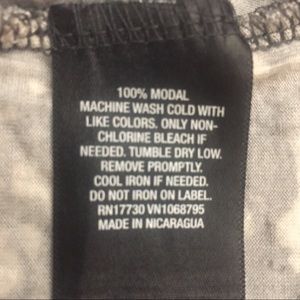 100% MODAL
MACHINE WASH COLD WITH
LIKE COLORS. ONLY NON-
CHLORINE BLEACH IF
NEEDED. TUMBLE DRY LOW.
REMOVE PROMPTLY.
COOL IRON IF NEEDED.
DO NOT IRON ON LABEL.
RN17730 VN1068795
MADE IN NICARAGUA